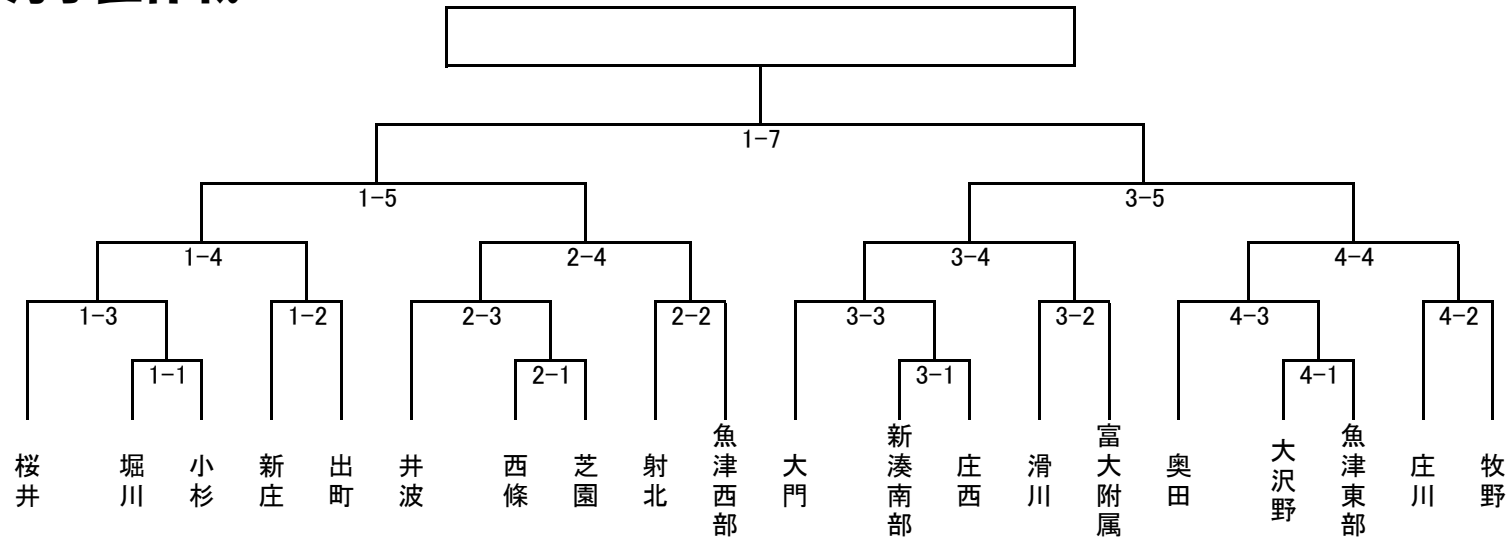 1-7
1-5
3-5
1-4
2-4
3-4
4-4
1-3
1-2
2-3
2-2
3-3
3-2
4-3
4-2
1-1
2-1
3-1
4-1
桜井
堀川
小杉
新庄
出町
井波
西條
芝園
射北
魚津西部
大門
新湊南部
庄西
滑川
富大附属
奥田
大沢野
魚津東部
庄川
牧野